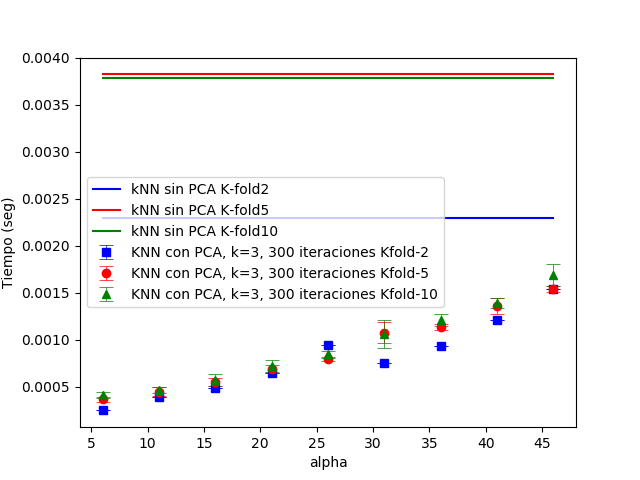 0.0040
0.0035
0.0030
0.0025
0.0020
0.0015
0.0010
0.0005
Tiempo (seg)
kNN sin PCA K-fold2
kNN sin PCA K-fold5
kNN sin PCA K-fold10
KNN con PCA, k=3, 300 iteraciones Kfold-2
KNN con PCA, k=3, 300 iteraciones Kfold-5
KNN con PCA, k=3, 300 iteraciones Kfold-10
5 10 15 20 25 30 35 40 45
alpha